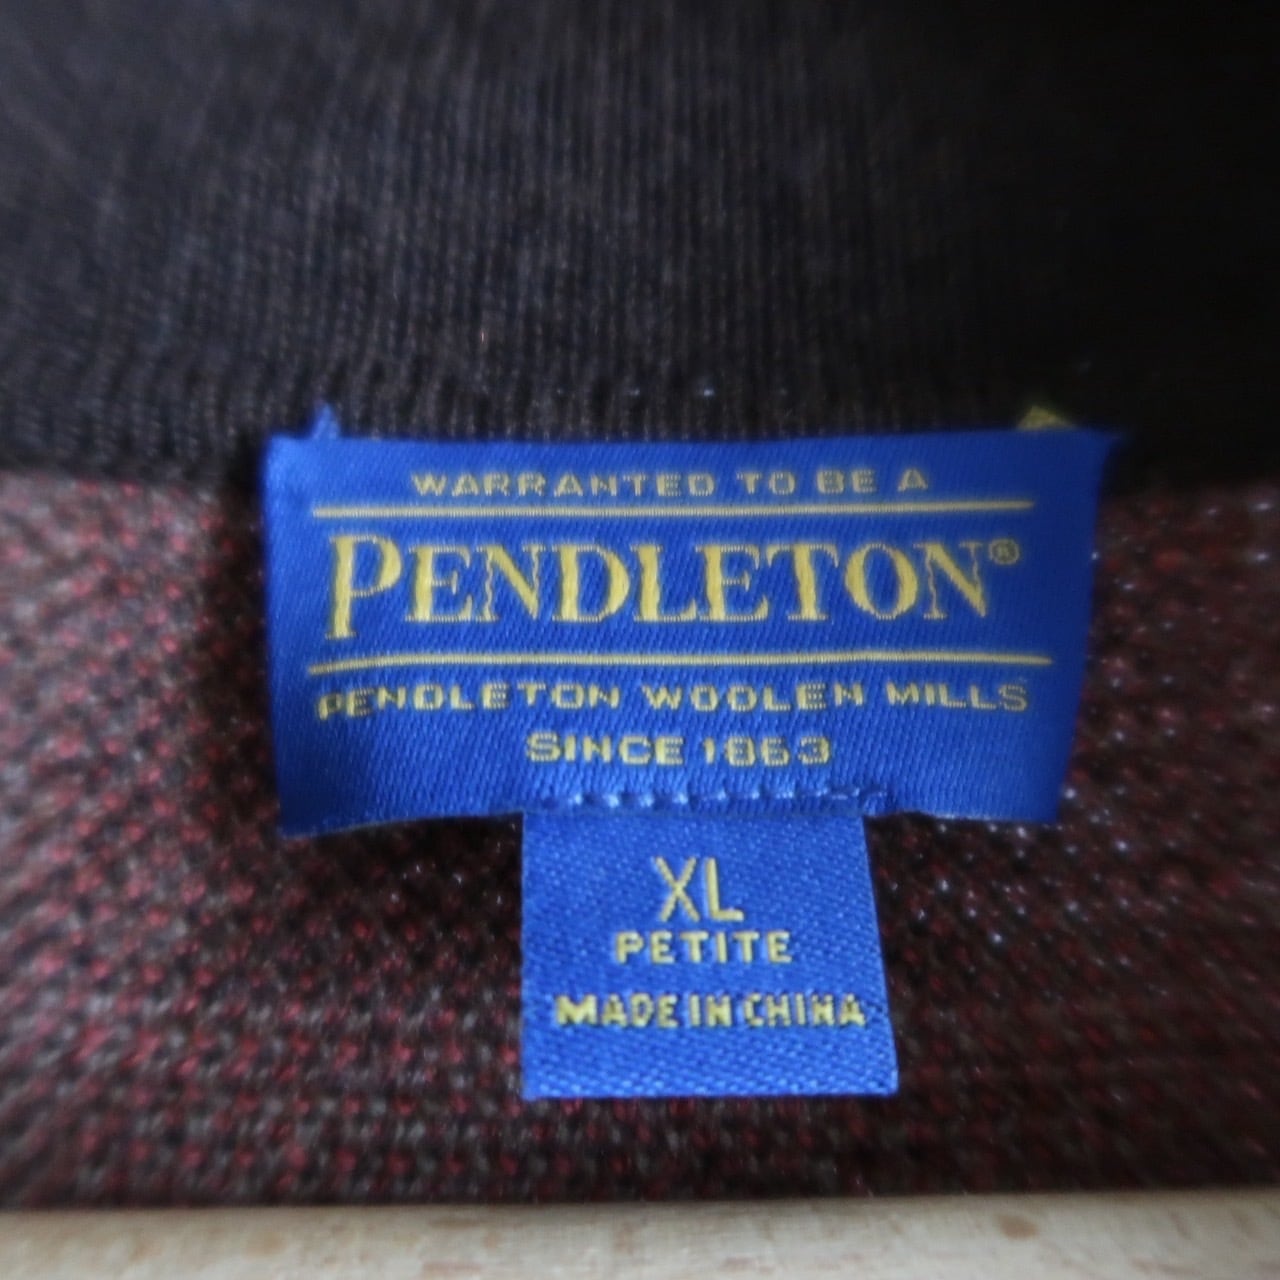 WARRANTED TO BE A
PENDLETON®
PENDLETON WOOLEN MILLS
SINCE 1863
XL
PETITE
MADE IN CHINA